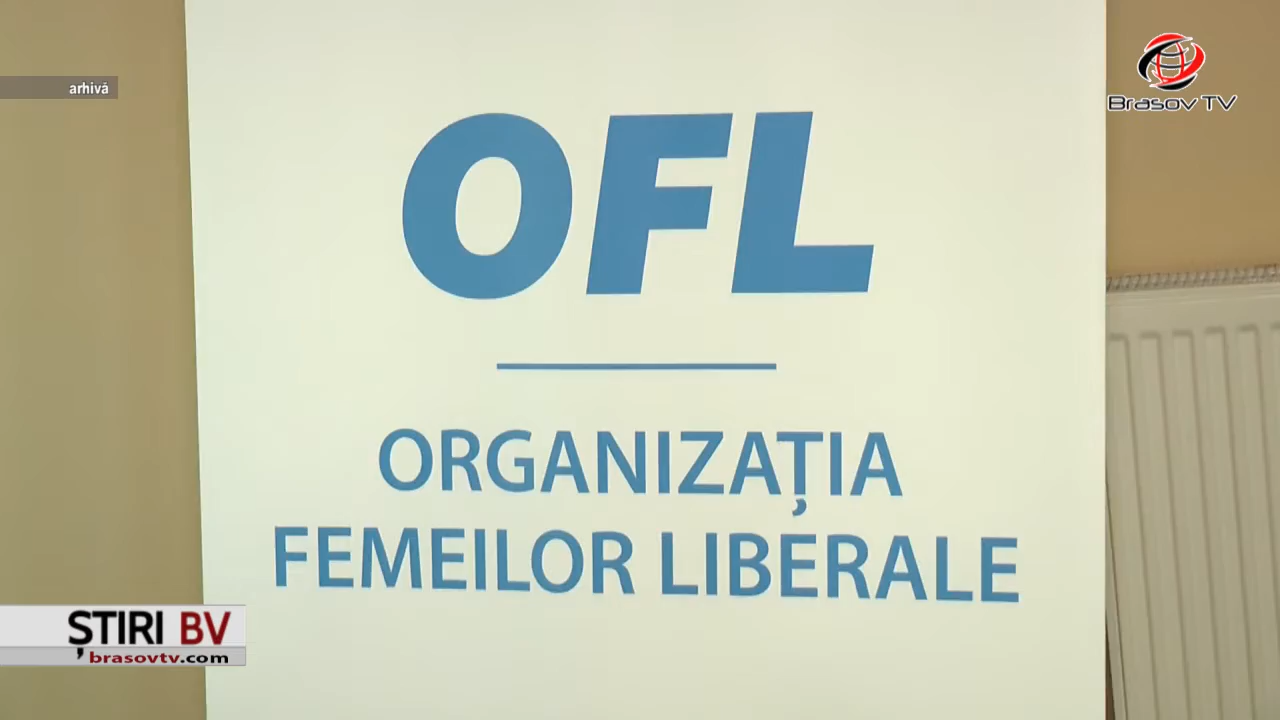 arhivă
Brasov TV
OFL
ORGANIZAȚIA
FEMEILOR LIBERALE
ȘTIRI BV
brasovtv.com